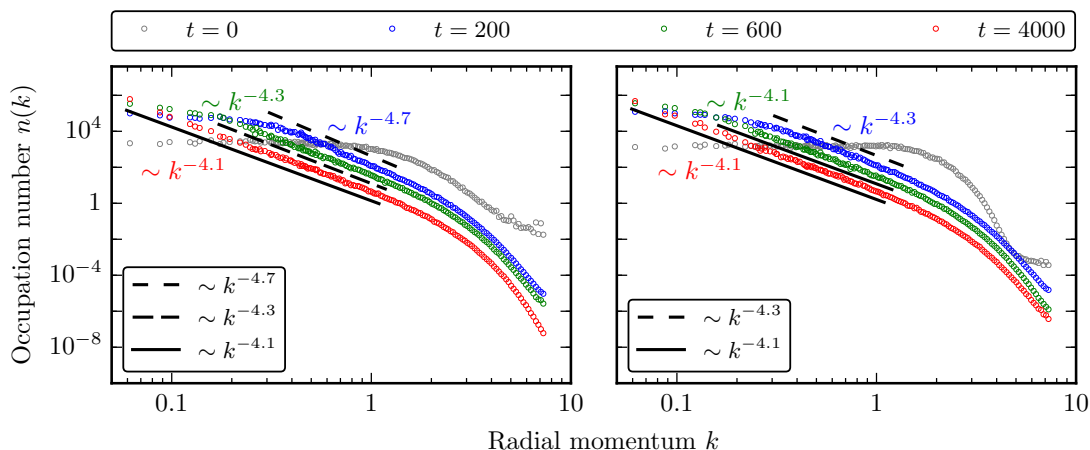 t = 0 t = 200 t = 600 t = 4000
Occupation number n(k)
10^4
1
10^−4
10^−8
∼ k^−4.3
∼ k^−4.7
∼ k^−4.1
∼ k^−4.7
∼ k^−4.3
∼ k^−4.1
0.1 1 10
∼ k^−4.1
∼ k^−4.3
∼ k^−4.1
∼ k^−4.3
∼ k^−4.1
0.1 1 10
Radial momentum k